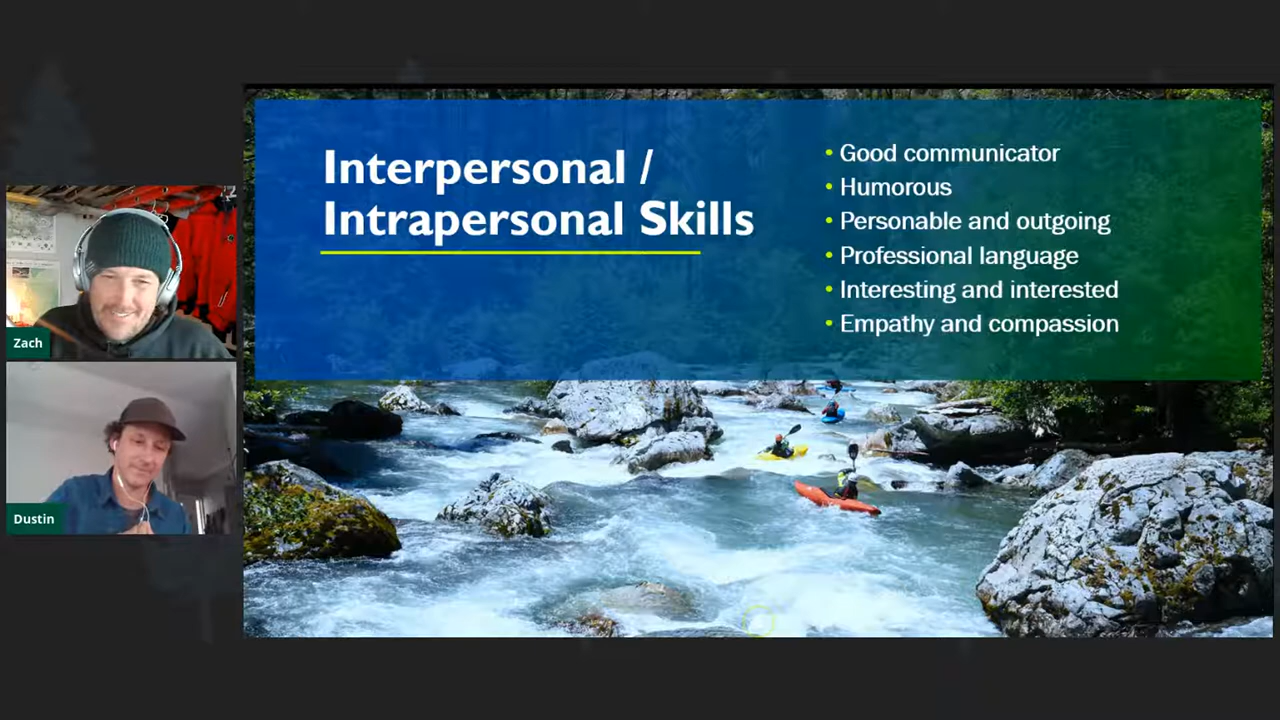 Interpersonal /
Intrapersonal Skills
• Good communicator
• Humorous
• Personable and outgoing
• Professional language
• Interesting and interested
• Empathy and compassion
Zach
Dustin